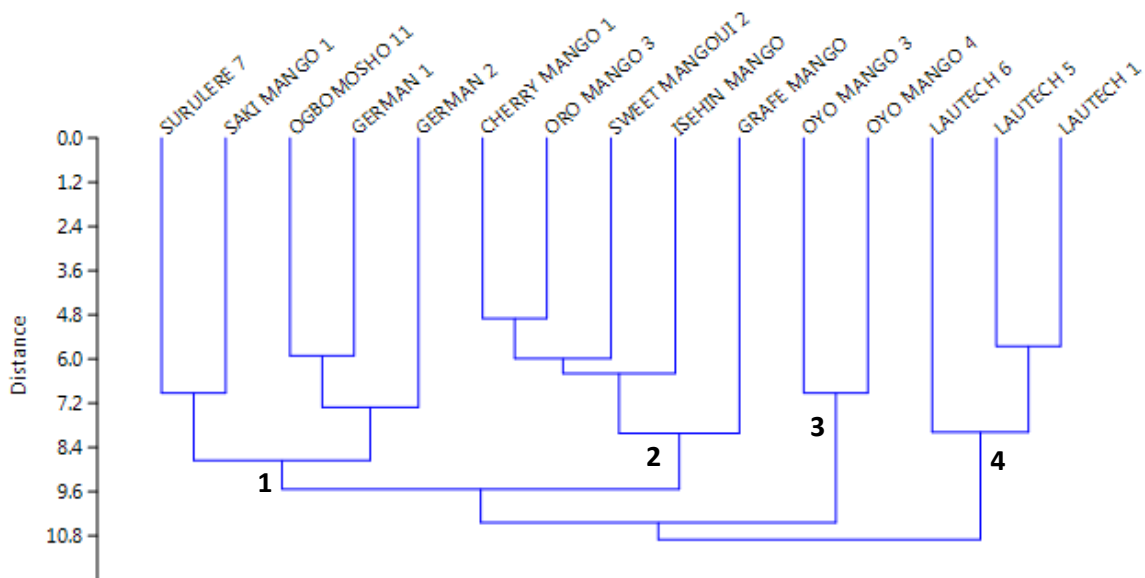 SURULERE 7
SAKI MANGO 1
OGBOMOSHO 11
GERMAN 1
GERMAN 2
CHERRY MANGO 1
ORO MANGO 3
SWEET MANGOUI 2
ISEHIN MANGO
GRAFE MANGO
OYO MANGO 3
OYO MANGO 4
LAUTECH 6
LAUTECH 5
LAUTECH 1
0.0
1.2
2.4
3.6
4.8
6.0
7.2
8.4
9.6
10.8
Distance
1
2
3
4